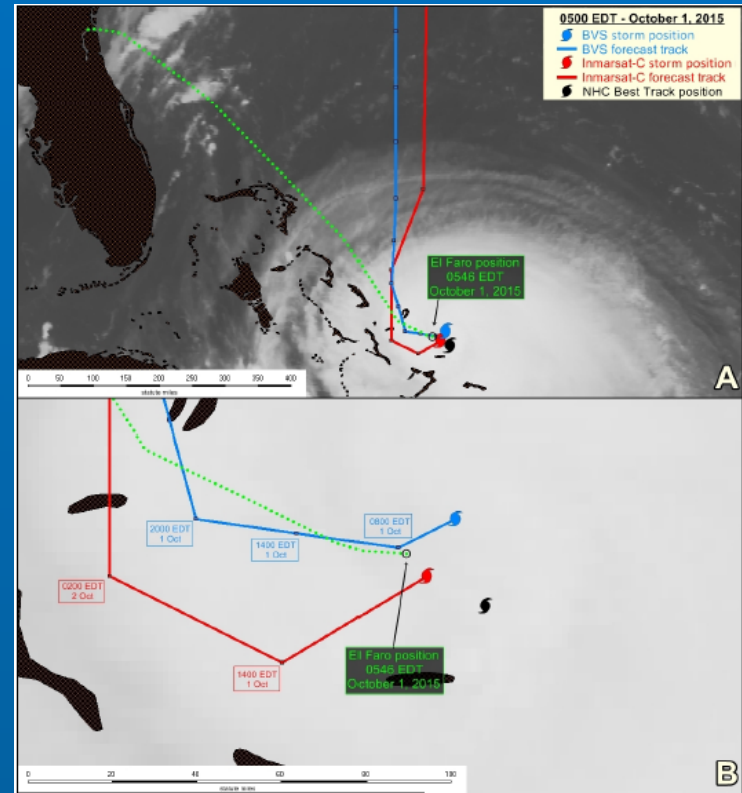 0500 EDT - October 1, 2015
BVS storm position
BVS forecast track
Inmarsat-C storm position
Inmarsat-C forecast track
NHC Best Track position
El Faro position
0546 EDT
October 1, 2015
0 50 100 150 200 250 300 350 400
statute miles
A
2000 EDT
1 Oct
1400 EDT
1 Oct
0800 EDT
1 Oct
0200 EDT
2 Oct
1400 EDT
1 Oct
El Faro position
0546 EDT
October 1, 2015
0 20 40 60 80 100
statute miles
B